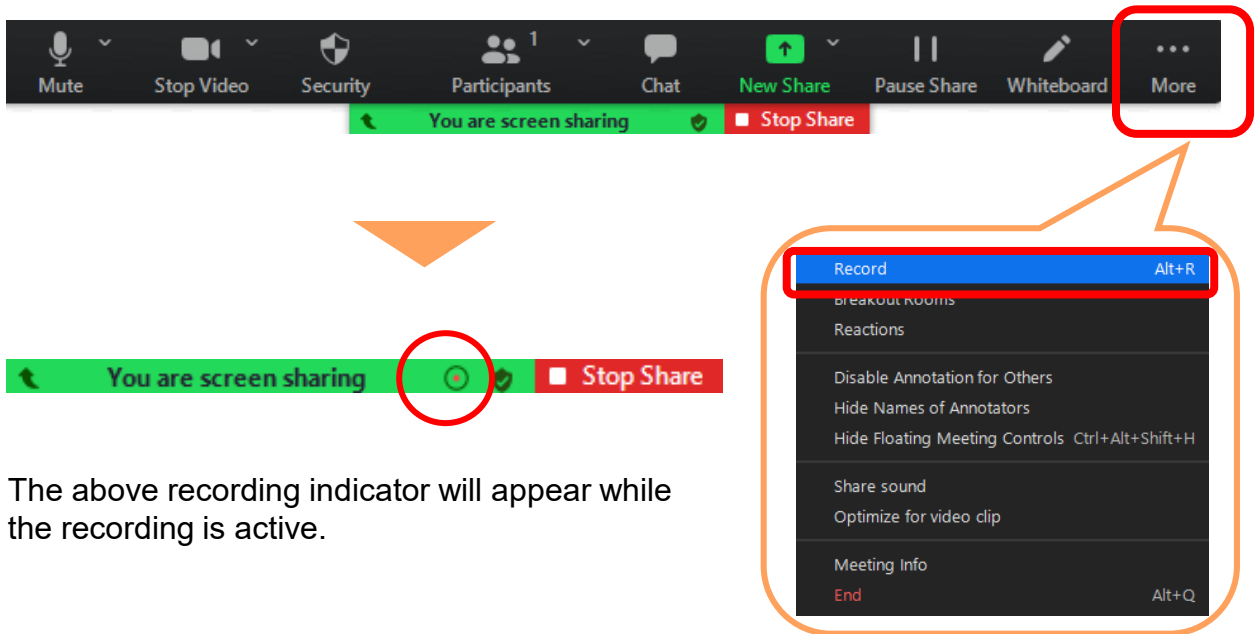 1
Mute Stop Video Security Participants Chat New Share Pause Share Whiteboard More
You are screen sharing Stop Share
Record Alt+R
Breakout Rooms
Reactions
Disable Annotation for Others
Hide Names of Annotators
Hide Floating Meeting Controls Ctrl+Alt+Shift+H
Share sound
Optimize for video clip
Meeting Info
End Alt+Q
You are screen sharing Stop Share
The above recording indicator will appear while
the recording is active.